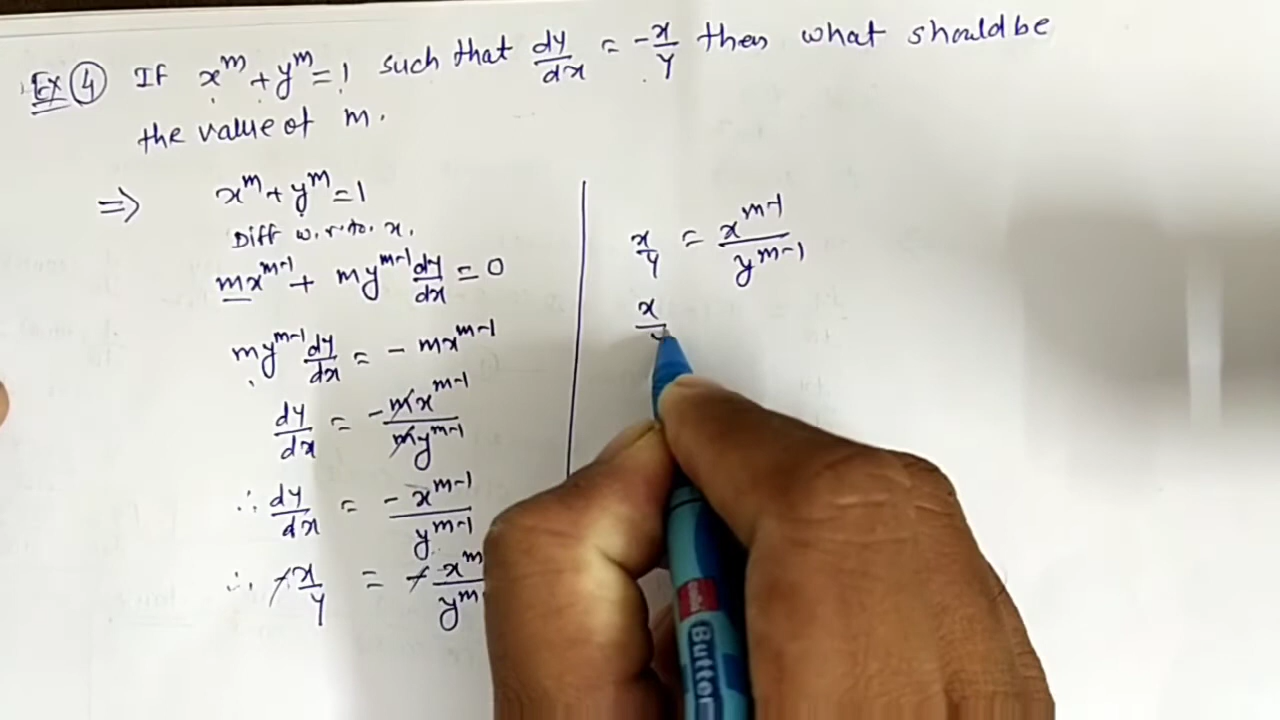 Ex ④ If x^m + y^m = 1 such that dy/dx = -x/y then what should be
the value of m.
⇒ x^m + y^m = 1
Diff w.r.to. x.
mx^(m-1) + my^(m-1) dy/dx = 0
my^(m-1) dy/dx = - mx^(m-1)
dy/dx = - mx^(m-1)/my^(m-1)
∴ dy/dx = - x^(m-1)/y^(m-1)
∴ -x/y = - x^m/y^m
x/y = x^(m-1)/y^(m-1)
x
Butter